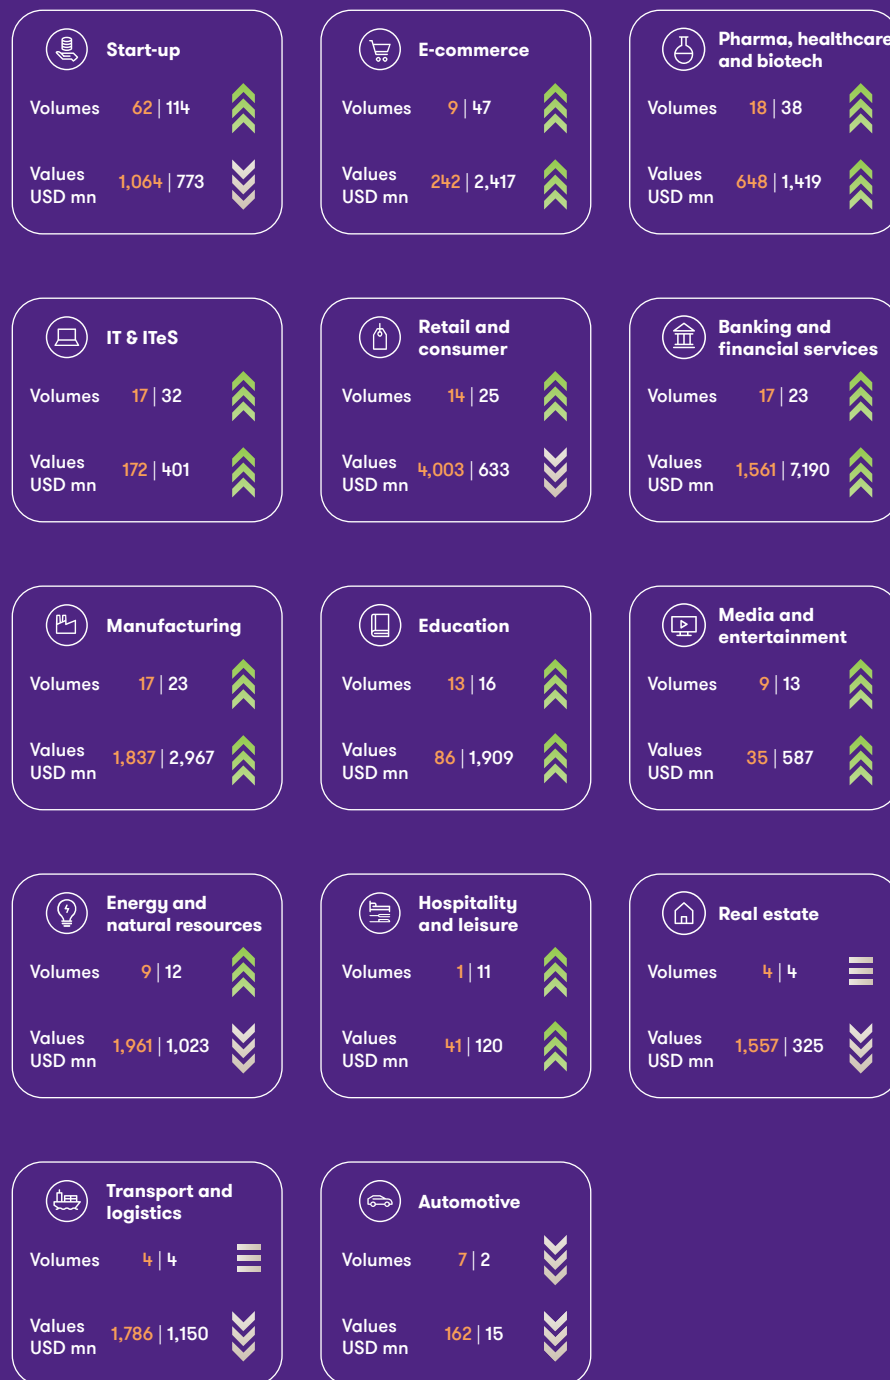 Start-up
Volumes 62 | 114
Values
USD mn 1,064 | 773
E-commerce
Volumes 9 | 47
Values
USD mn 242 | 2,417
Pharma, healthcare
and biotech
Volumes 18 | 38
Values
USD mn 648 | 1,419
IT & ITeS
Volumes 17 | 32
Values
USD mn 172 | 401
Retail and
consumer
Volumes 14 | 25
Values
USD mn 4,003 | 633
Banking and
financial services
Volumes 17 | 23
Values
USD mn 1,561 | 7,190
Manufacturing
Volumes 17 | 23
Values
USD mn 1,837 | 2,967
Education
Volumes 13 | 16
Values
USD mn 86 | 1,909
Media and
entertainment
Volumes 9 | 13
Values
USD mn 35 | 587
Energy and
natural resources
Volumes 9 | 12
Values
USD mn 1,961 | 1,023
Hospitality
and leisure
Volumes 1 | 11
Values
USD mn 41 | 120
Real estate
Volumes 4 | 4
Values
USD mn 1,557 | 325
Transport and
logistics
Volumes 4 | 4
Values
USD mn 1,786 | 1,150
Automotive
Volumes 7 | 2
Values
USD mn 162 | 15